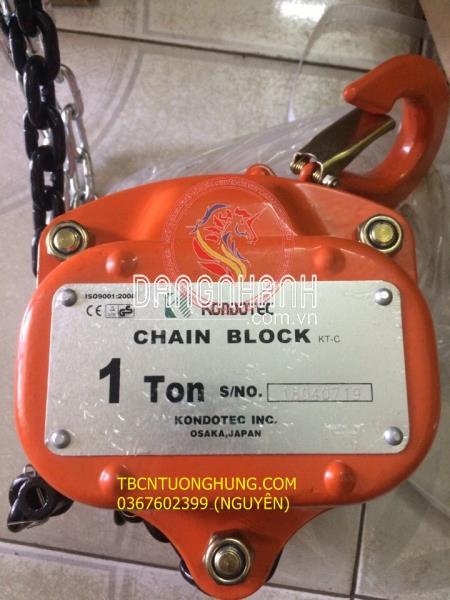 ISO9001:2008
CE GS
DANGNHANH
.com.vn
KONDOTEC
CHAIN BLOCK KT-C
1 Ton S/NO. 18040719
KONDOTEC INC.
OSAKA,JAPAN
TBCNTUONGHUNG.COM
0367602399 (NGUYÊN)